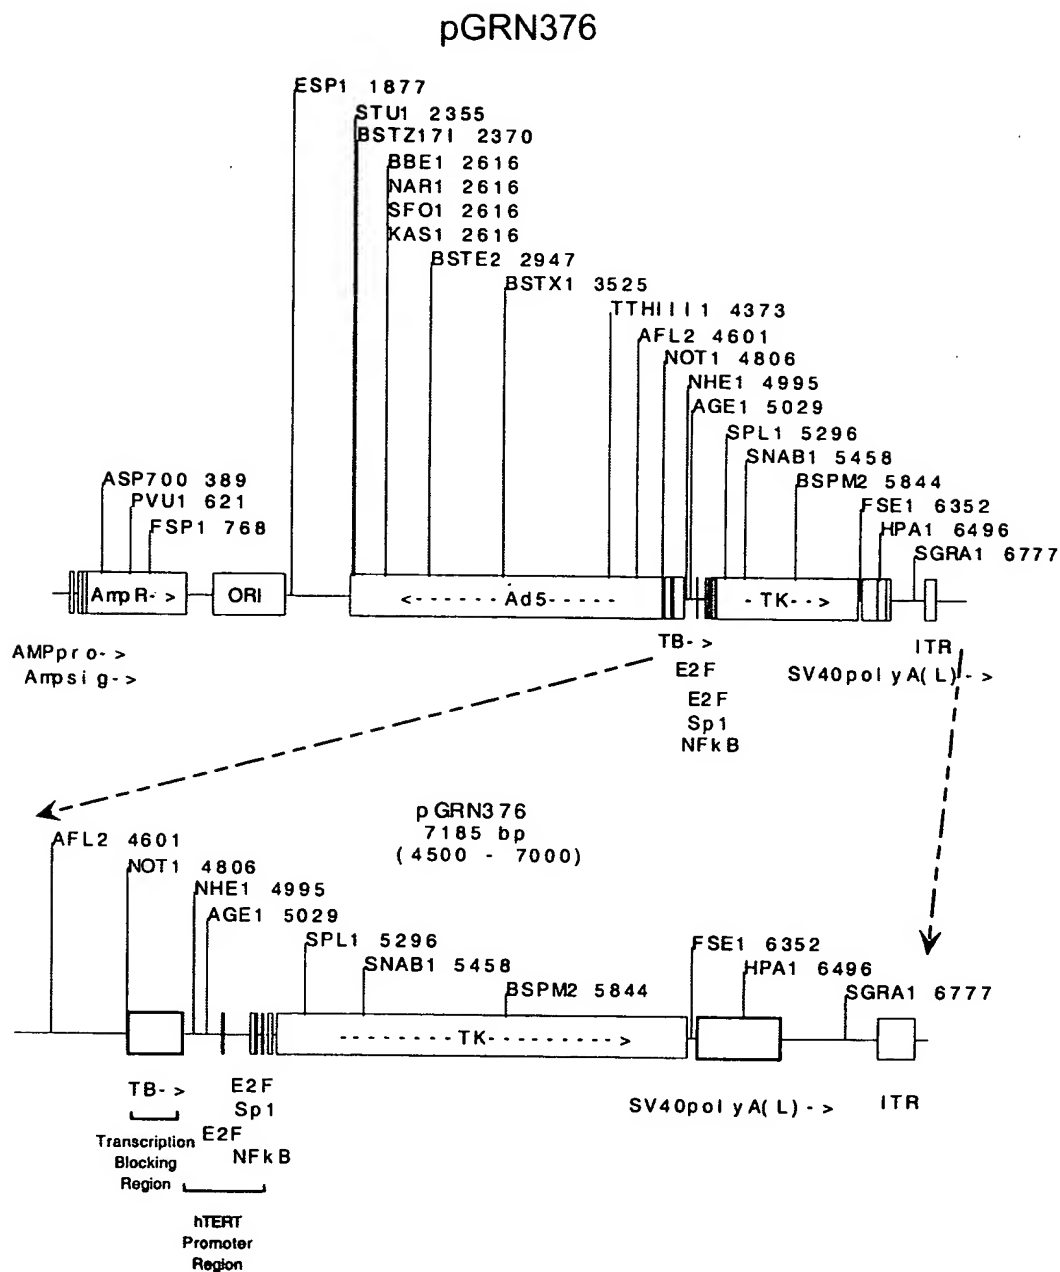 pGRN376
ESP1 1877
STU1 2355
BSTZ17I 2370
BBE1 2616
NAR1 2616
SFO1 2616
KAS1 2616
BSTE2 2947
BSTX1 3525
TTHIII1 4373
AFL2 4601
NOT1 4806
NHE1 4995
AGE1 5029
SPL1 5296
SNAB1 5458
BSPM2 5844
FSE1 6352
HPA1 6496
SGRA1 6777
ASP700 389
PVU1 621
FSP1 768
AmpR->
ORI
<------Ad5-----
-TK-->
AMPpro->
Ampsig->
TB->
E2F
E2F
Sp1
NFkB
ITR
SV40polyA(L)->
pGRN376
7185 bp
(4500 - 7000)
AFL2 4601
NOT1 4806
NHE1 4995
AGE1 5029
SPL1 5296
SNAB1 5458
BSPM2 5844
FSE1 6352
HPA1 6496
SGRA1 6777
--------TK--------->
TB->
E2F
Sp1
E2F
NFkB
SV40polyA(L)->
ITR
Transcription
Blocking
Region
hTERT
Promoter
Region